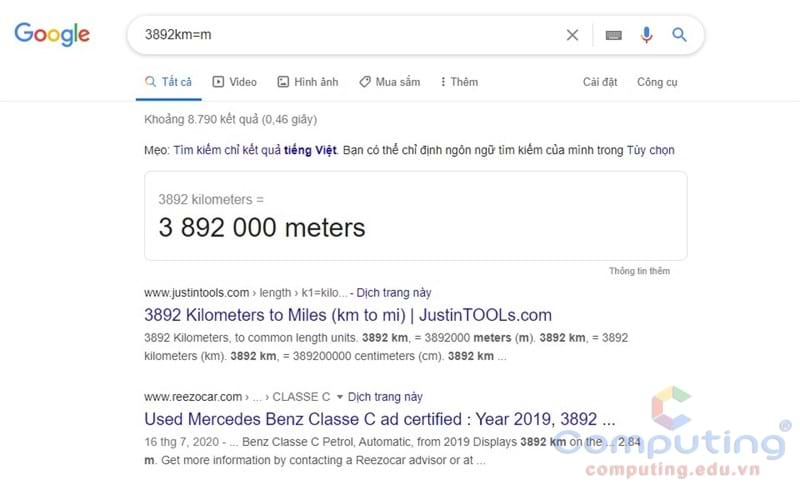 Google
3892km=m
Tất cả Video Hình ảnh Mua sắm Thêm Cài đặt Công cụ
Khoảng 8.790 kết quả (0,46 giây)
Mẹo: Tìm kiếm chỉ kết quả tiếng Việt. Bạn có thể chỉ định ngôn ngữ tìm kiếm của mình trong Tùy chọn
3892 kilometers =
3 892 000 meters
Thông tin thêm
www.justintools.com › length › k1=kilo... - Dịch trang này
3892 Kilometers to Miles (km to mi) | JustinTOOLs.com
3892 Kilometers, to common length units. 3892 km, = 3892000 meters (m). 3892 km, = 3892
kilometers (km). 3892 km, = 389200000 centimeters (cm). 3892 km ...
www.reezocar.com › ... › CLASSE C Dịch trang này
Used Mercedes Benz Classe C ad certified : Year 2019, 3892 ...
16 thg 7, 2020 - ... Benz Classe C Petrol, Automatic, from 2019 Displays 3892 km on the ... 2.84
m. Get more information by contacting a Reezocar advisor or at ...
Computing®
computing.edu.vn